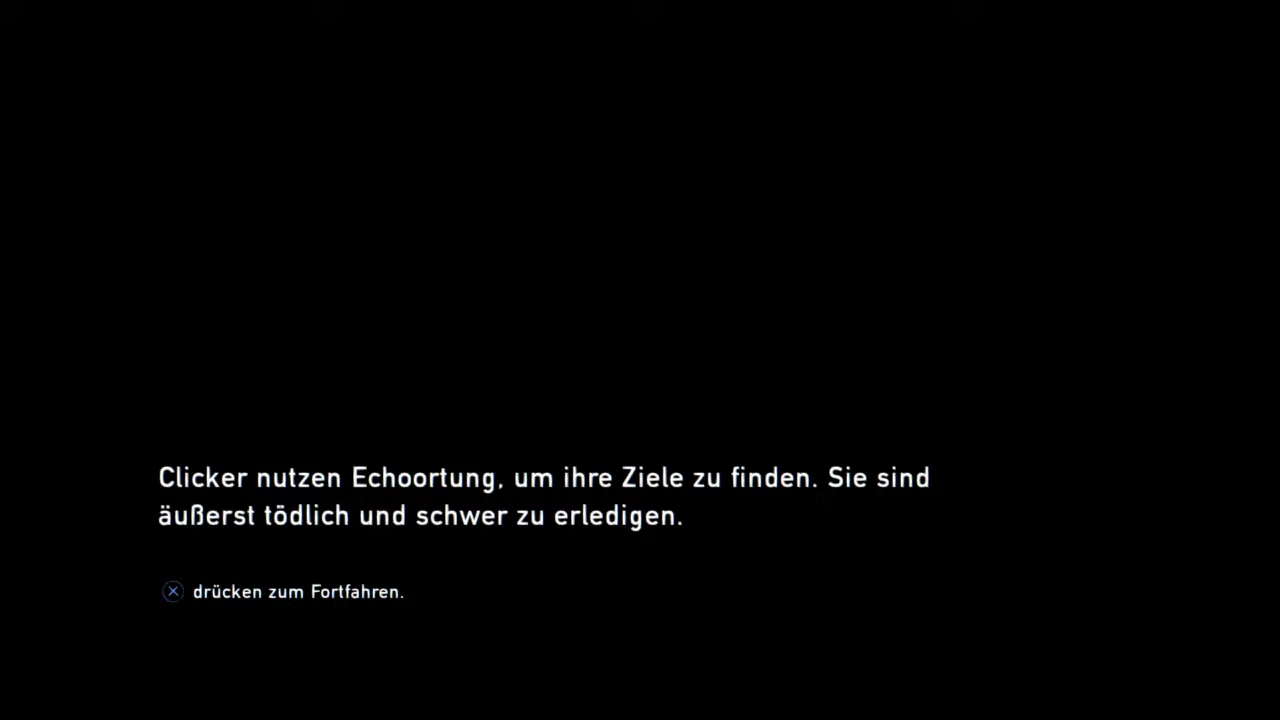 Clicker nutzen Echoortung, um ihre Ziele zu finden. Sie sind
äußerst tödlich und schwer zu erledigen.
drücken zum Fortfahren.